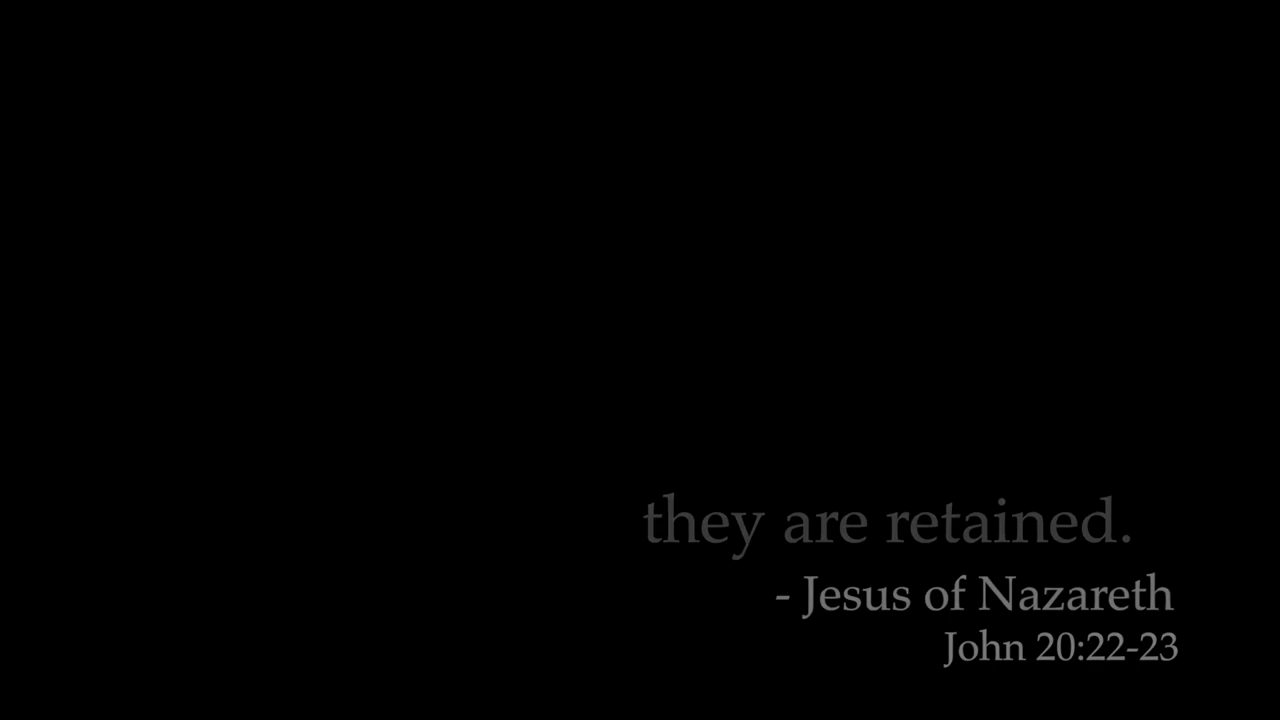 they are retained.
- Jesus of Nazareth
John 20:22-23